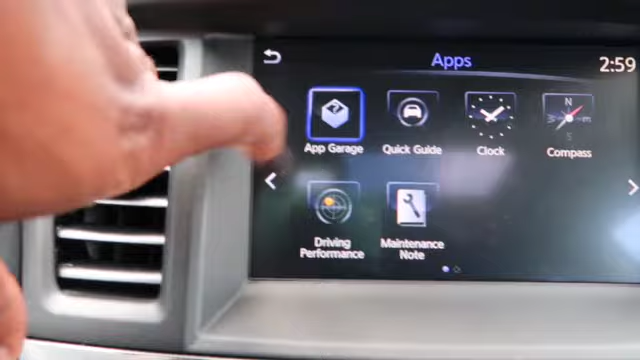 Apps
2:59
App Garage
Quick Guide
Clock
Compass
N
S
Driving
Performance
Maintenance
Note